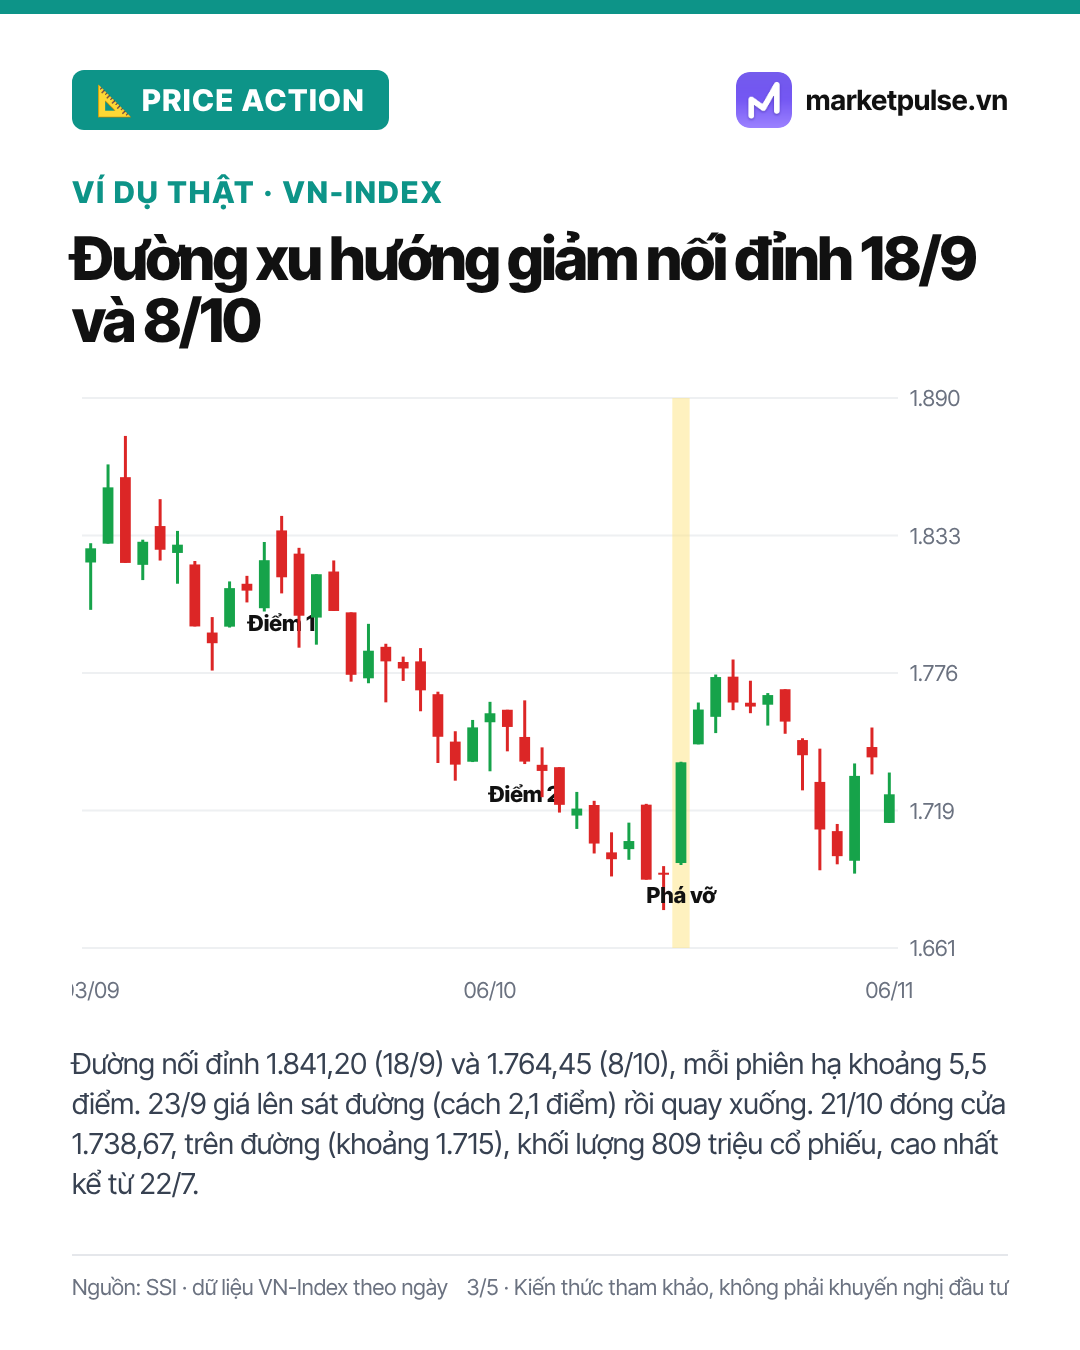 📐 PRICE ACTION
marketpulse.vn
VÍ DỤ THẬT · VN-INDEX
Đường xu hướng giảm nối đỉnh 18/9
và 8/10
1.890
1.833
1.776
1.719
1.661
Điểm 1
Điểm 2
Phá vỡ
03/09
06/10
06/11
Đường nối đỉnh 1.841,20 (18/9) và 1.764,45 (8/10), mỗi phiên hạ khoảng 5,5
điểm. 23/9 giá lên sát đường (cách 2,1 điểm) rồi quay xuống. 21/10 đóng cửa
1.738,67, trên đường (khoảng 1.715), khối lượng 809 triệu cổ phiếu, cao nhất
kể từ 22/7.
Nguồn: SSI · dữ liệu VN-Index theo ngày
3/5 · Kiến thức tham khảo, không phải khuyến nghị đầu tư